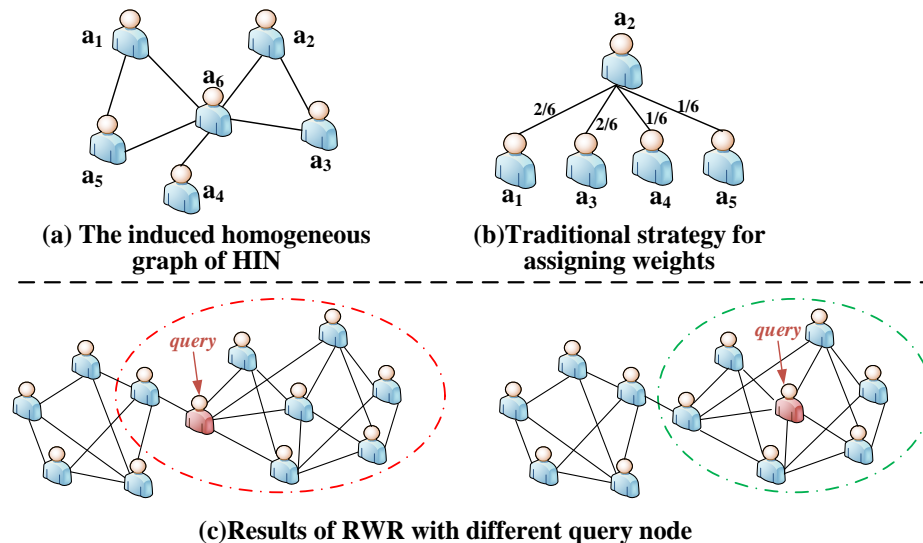 a1
a2
a6
a5
a3
a4
(a) The induced homogeneous
graph of HIN
a2
2/6
2/6
1/6
1/6
a1
a3
a4
a5
(b)Traditional strategy for
assigning weights
query
query
(c)Results of RWR with different query node